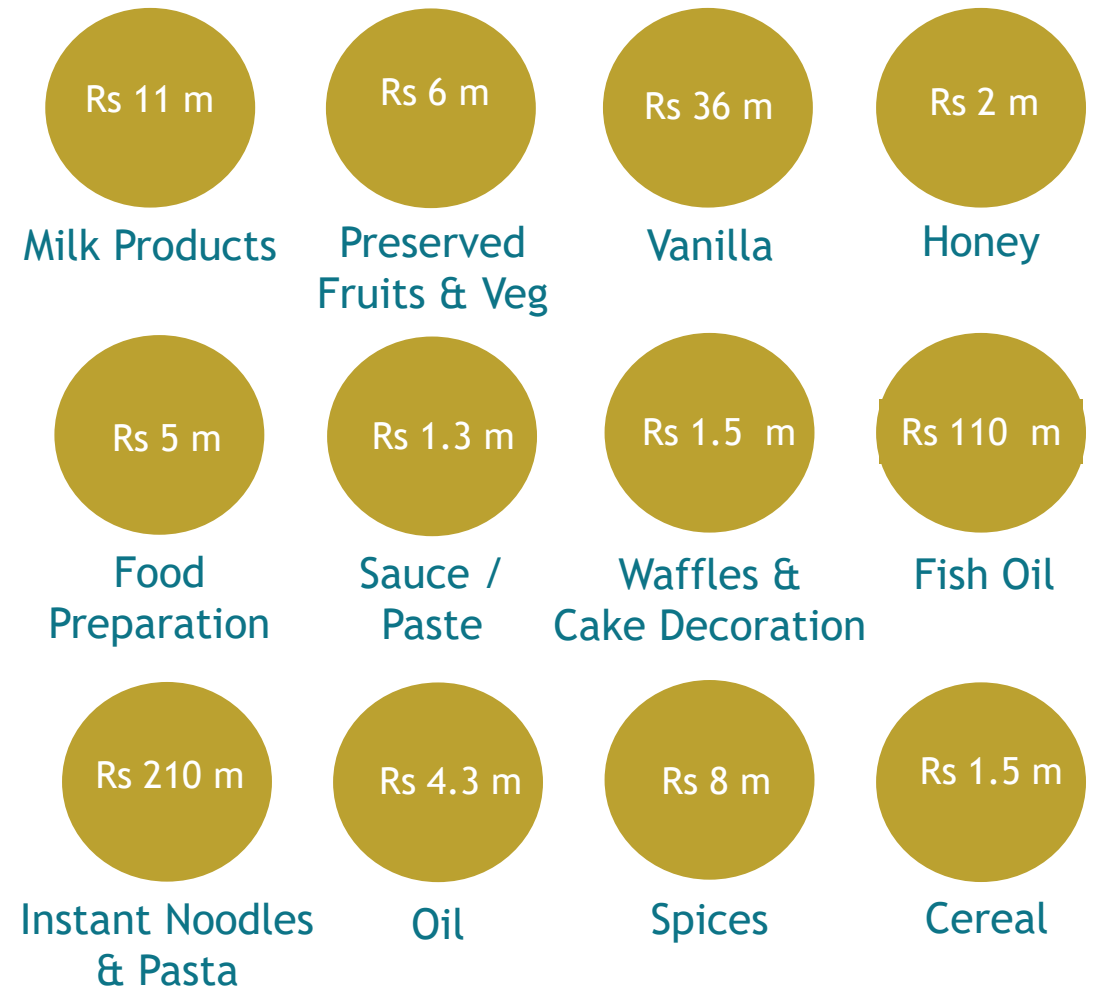 Rs 11 m
Rs 6 m
Rs 36 m
Rs 2 m
Milk Products
Preserved
Fruits & Veg
Vanilla
Honey
Rs 5 m
Rs 1.3 m
Rs 1.5 m
Rs 110 m
Food
Preparation
Sauce /
Paste
Waffles &
Cake Decoration
Fish Oil
Rs 210 m
Rs 4.3 m
Rs 8 m
Rs 1.5 m
Instant Noodles
& Pasta
Oil
Spices
Cereal